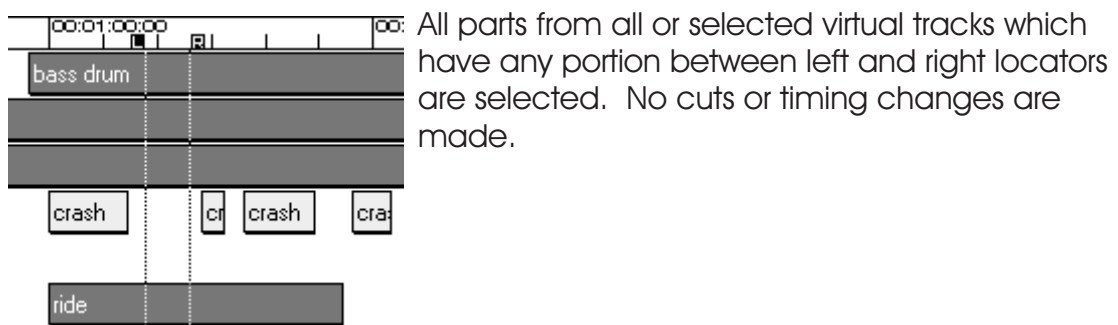 00:01:00:00
00:
R
All parts from all or selected virtual tracks which
have any portion between left and right locators
are selected.  No cuts or timing changes are
made.
bass drum
crash
cr
crash
cra
ride